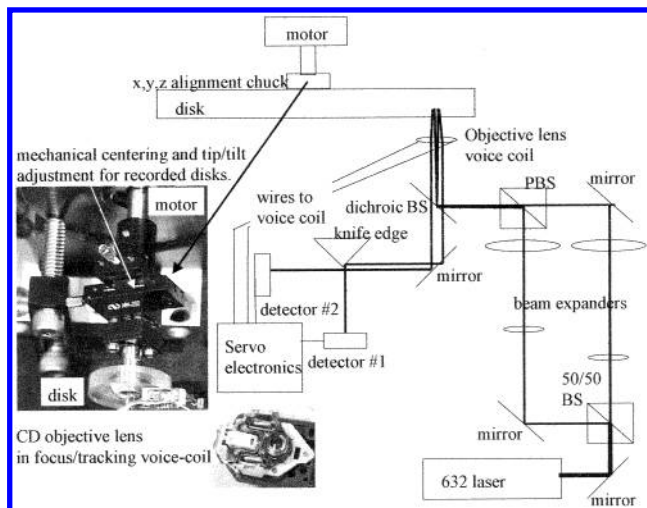 motor
x,y,z alignment chuck
disk
Objective lens
voice coil
mechanical centering and tip/tilt
adjustment for recorded disks.
motor
wires to
voice coil
dichroic BS
PBS
mirror
knife edge
mirror
detector #2
beam expanders
Servo
electronics
detector #1
disk
50/50
BS
mirror
CD objective lens
in focus/tracking voice-coil
632 laser
mirror